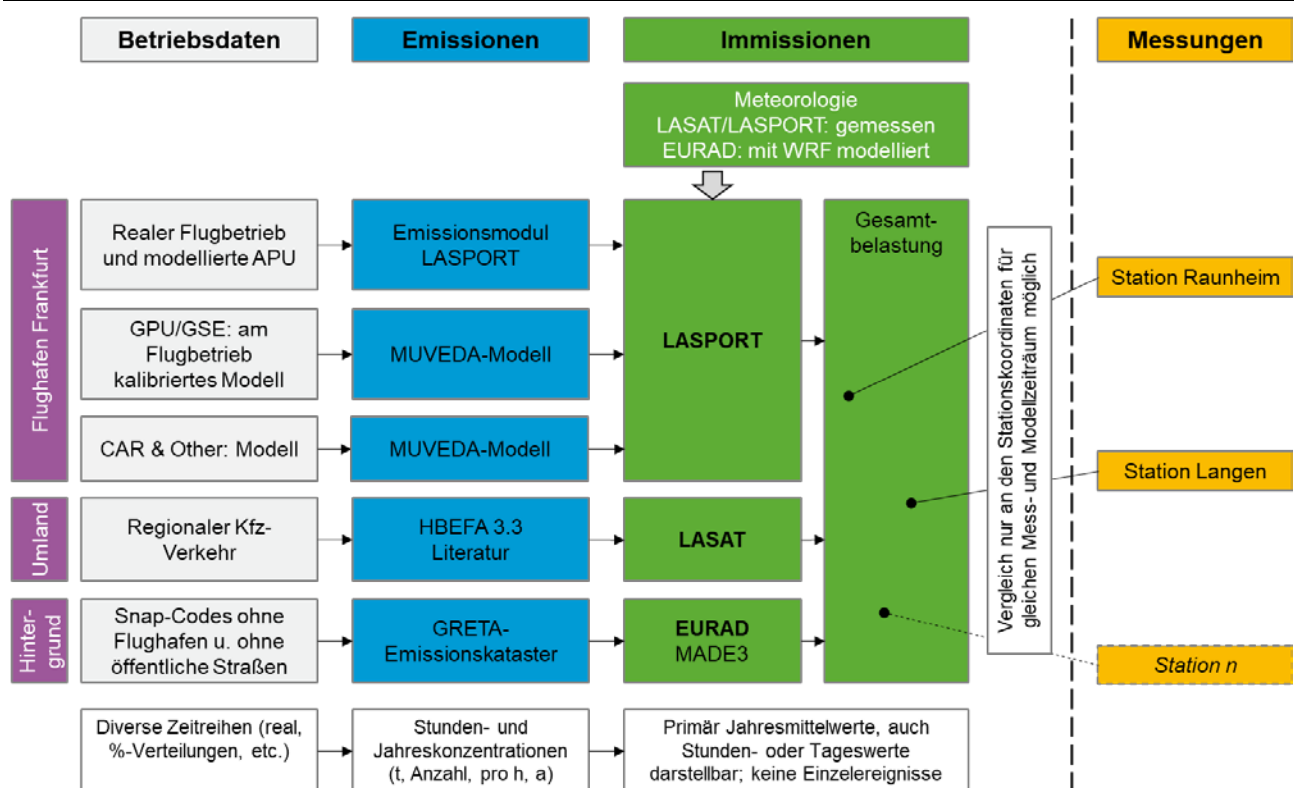 Betriebsdaten
Emissionen
Immissionen
Messungen
Meteorologie
LASAT/LASPORT: gemessen
EURAD: mit WRF modelliert
Flughafen Frankfurt
Realer Flugbetrieb
und modellierte APU
Emissionsmodul
LASPORT
GPU/GSE: am
Flugbetrieb
kalibriertes Modell
MUVEDA-Modell
CAR & Other: Modell
MUVEDA-Modell
LASPORT
Gesamt-
belastung
Vergleich nur an den Stationskoordinaten für
gleichen Mess- und Modellzeiträum möglich
Station Raunheim
Station Langen
Station n
Umland
Regionaler Kfz-
Verkehr
HBEFA 3.3
Literatur
LASAT
Hinter-
grund
Snap-Codes ohne
Flughafen u. ohne
öffentliche Straßen
GRETA-
Emissionskataster
EURAD
MADE3
Diverse Zeitreihen (real,
%-Verteilungen, etc.)
Stunden- und
Jahreskonzentrationen
(t, Anzahl, pro h, a)
Primär Jahresmittelwerte, auch
Stunden- oder Tageswerte
darstellbar; keine Einzelereignisse